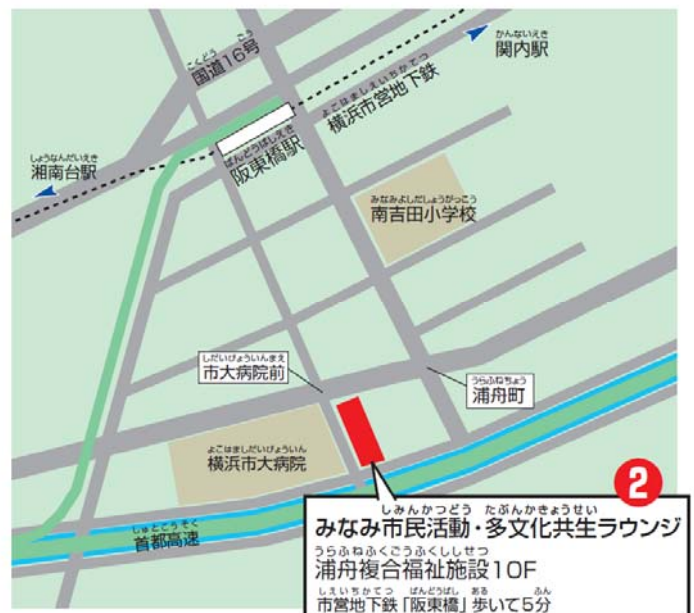 かんないえき
関内駅
こくどう　ごう
国道16号
よこはましえいちかてつ
横浜市営地下鉄
しょうなんだいえき
湘南台駅
ばんどうばしえき
阪東橋駅
みなみよしだしょうがっこう
南吉田小学校
しだいびょういんまえ
市大病院前
うらふねちょう
浦舟町
よこはましだいびょういん
横浜市大病院
しゅとこうそく
首都高速
2
しみんかつどう　たぶんかきょうせい
みなみ市民活動・多文化共生ラウンジ
うらふねふくごうふくししせつ
浦舟複合福祉施設10F
しえいちかてつ　ばんどうばし　ある　ふん
市営地下鉄「阪東橋」歩いて5分